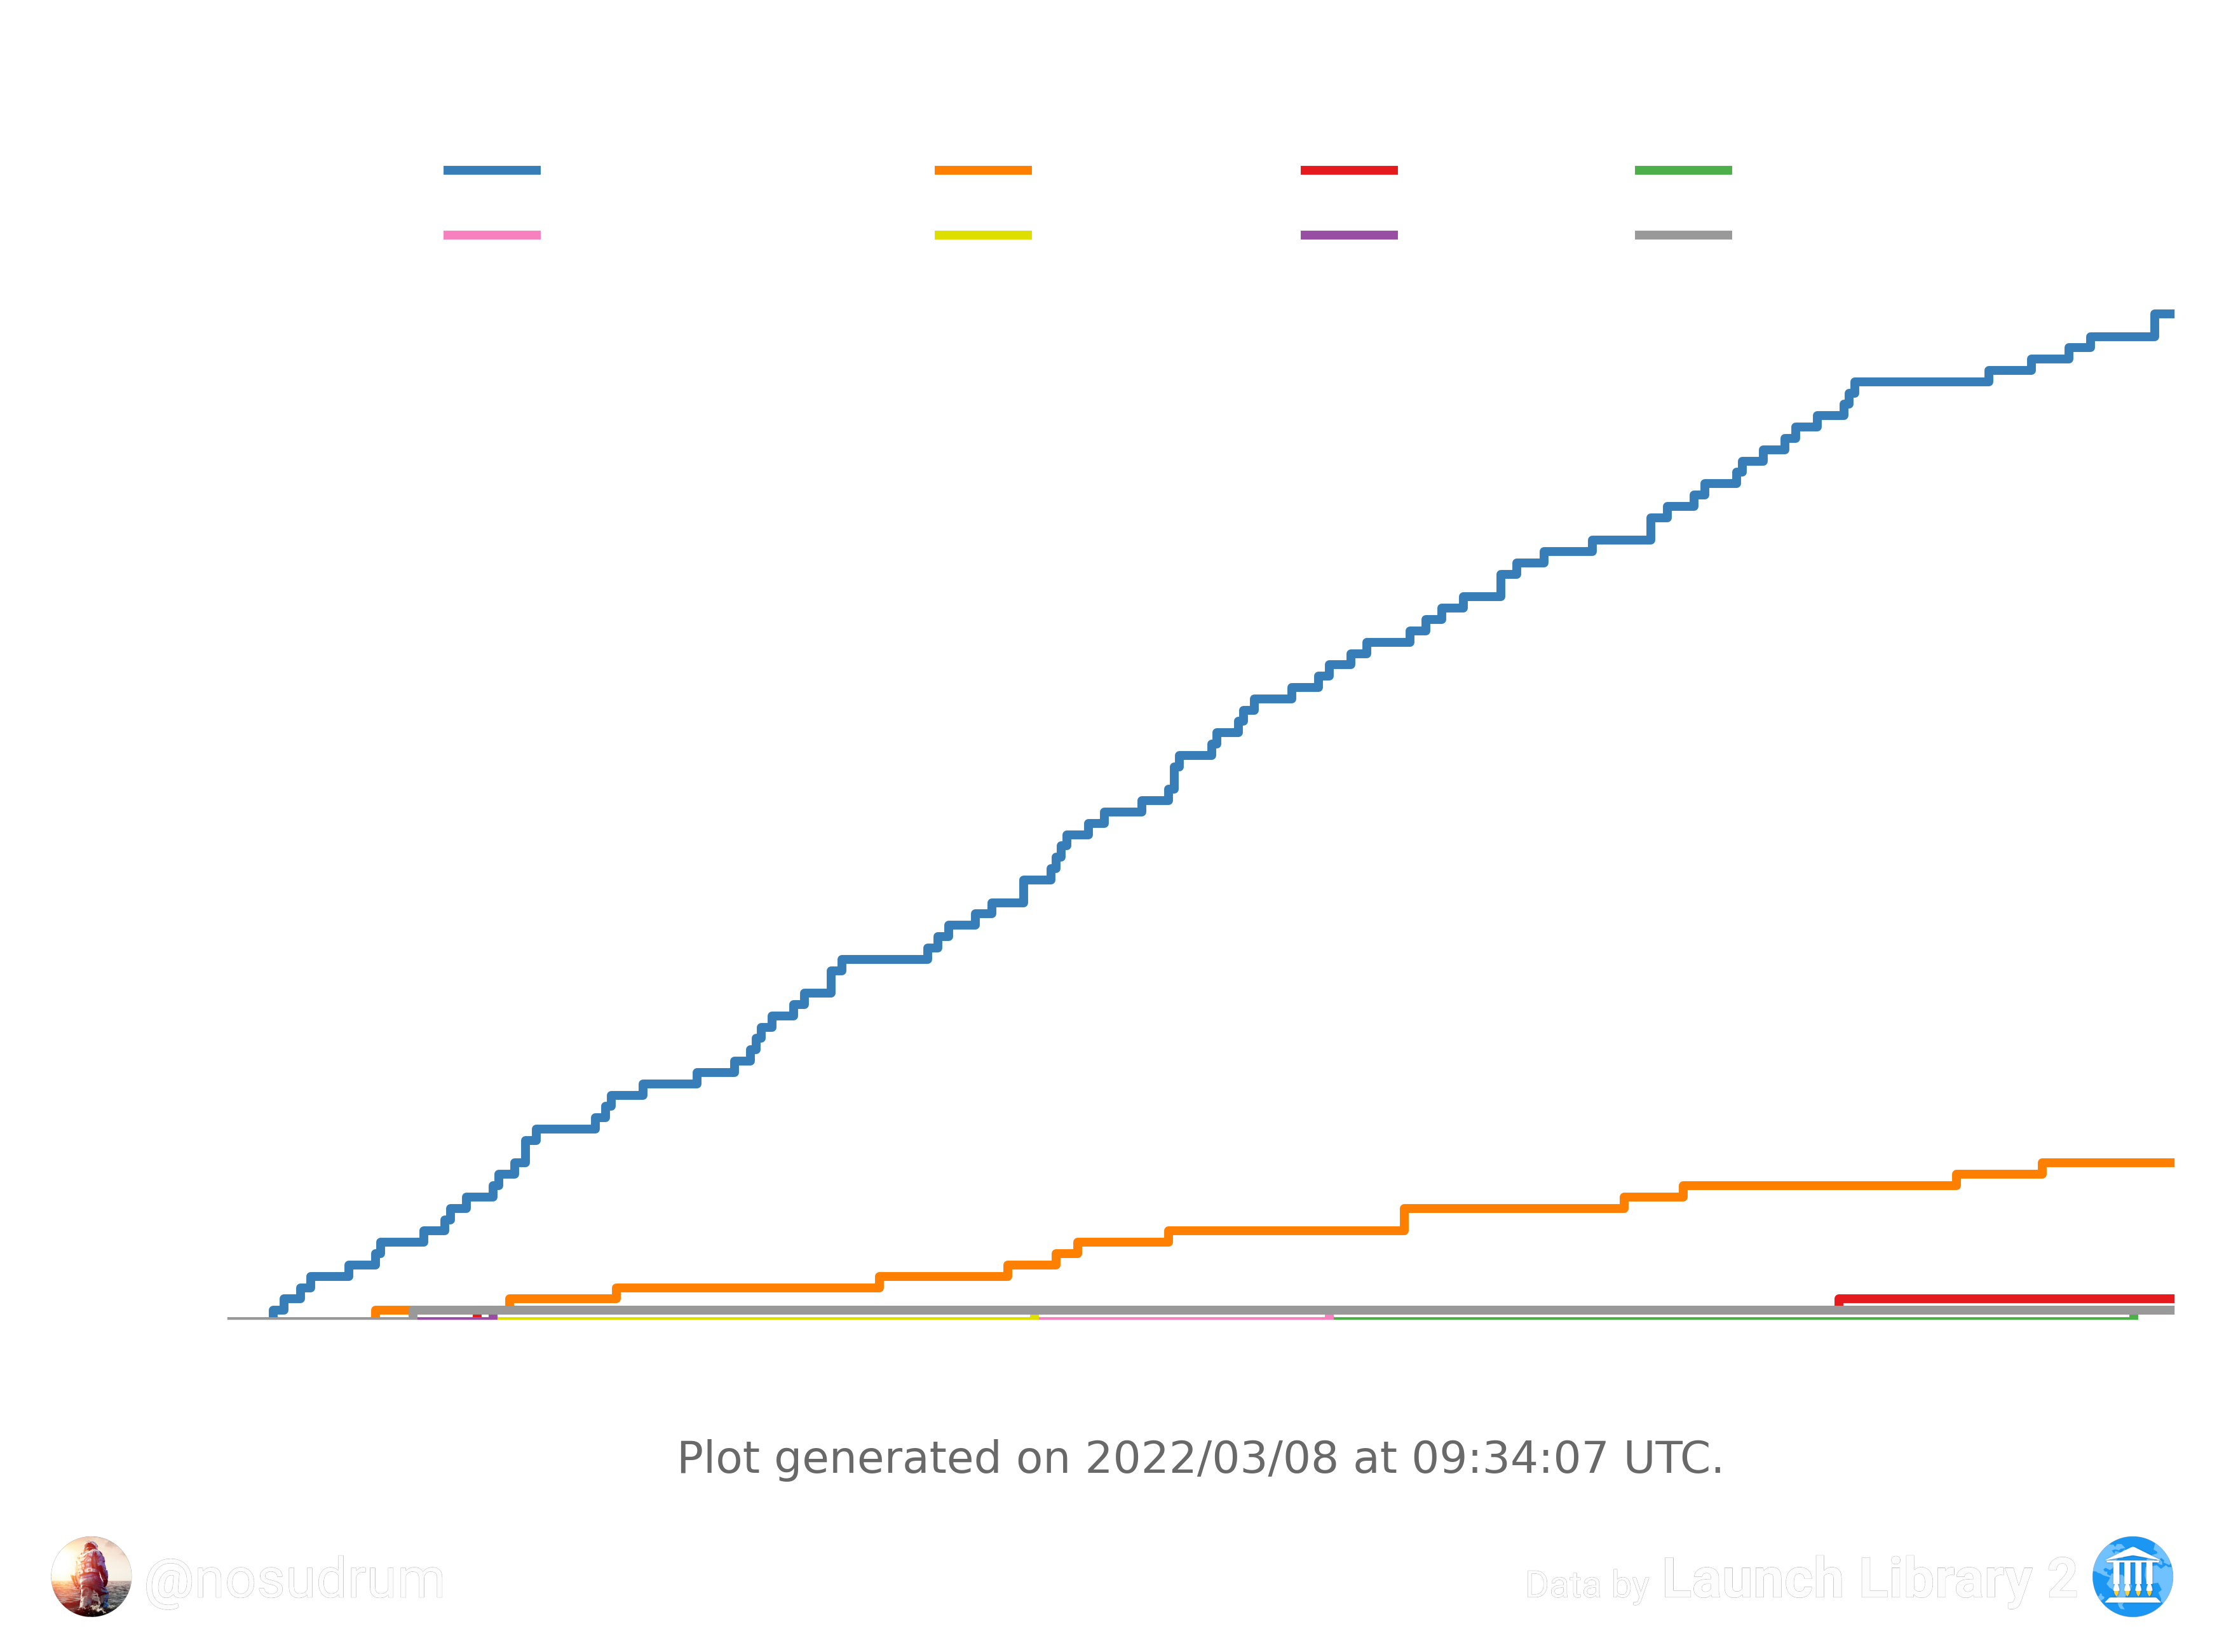 Plot generated on 2022/03/08 at 09:34:07 UTC.
@nosudrum
Data by Launch Library 2